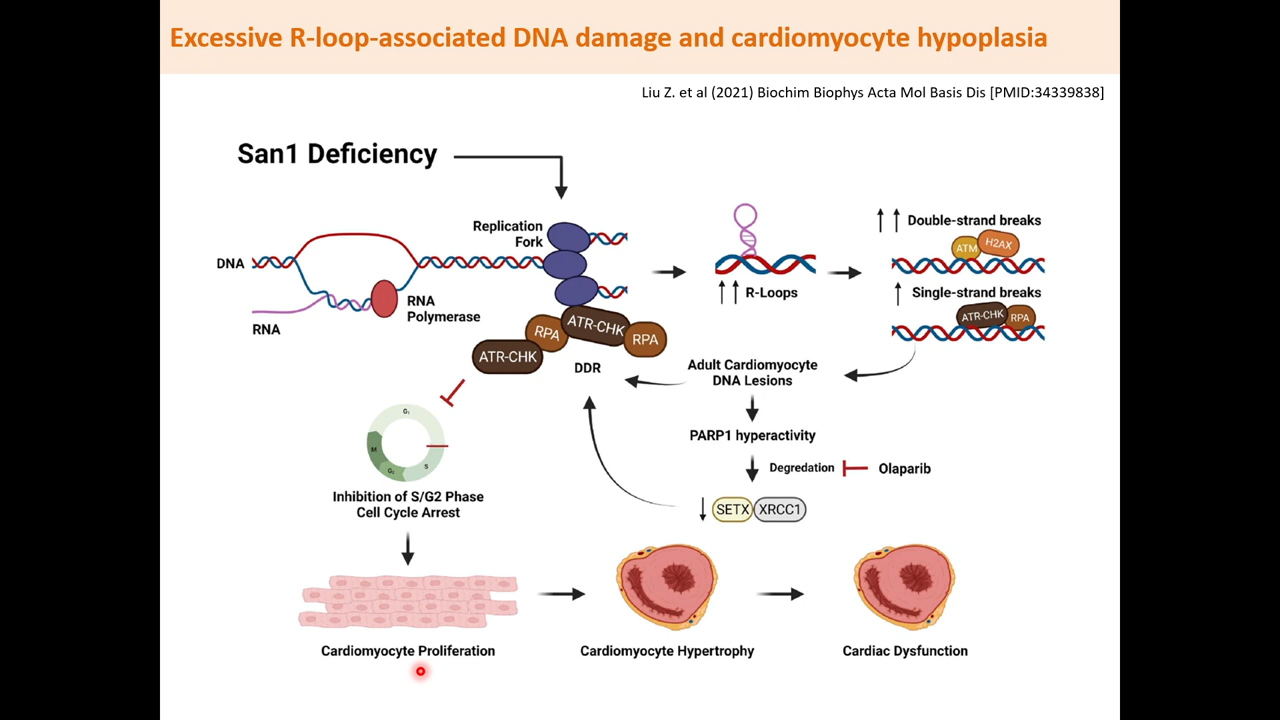 Excessive R-loop-associated DNA damage and cardiomyocyte hypoplasia
Liu Z. et al (2021) Biochim Biophys Acta Mol Basis Dis [PMID:34339838]
San1 Deficiency
Replication
Fork
DNA
RNA
Polymerase
RNA
R-Loops
Double-strand breaks
ATM
H2AX
Single-strand breaks
ATR-CHK
RPA
RPA
ATR-CHK
RPA
ATR-CHK
DDR
Adult Cardiomyocyte
DNA Lesions
PARP1 hyperactivity
Degredation
Olaparib
SETX
XRCC1
G₁
M
G₂
S
Inhibition of S/G2 Phase
Cell Cycle Arrest
Cardiomyocyte Proliferation
Cardiomyocyte Hypertrophy
Cardiac Dysfunction